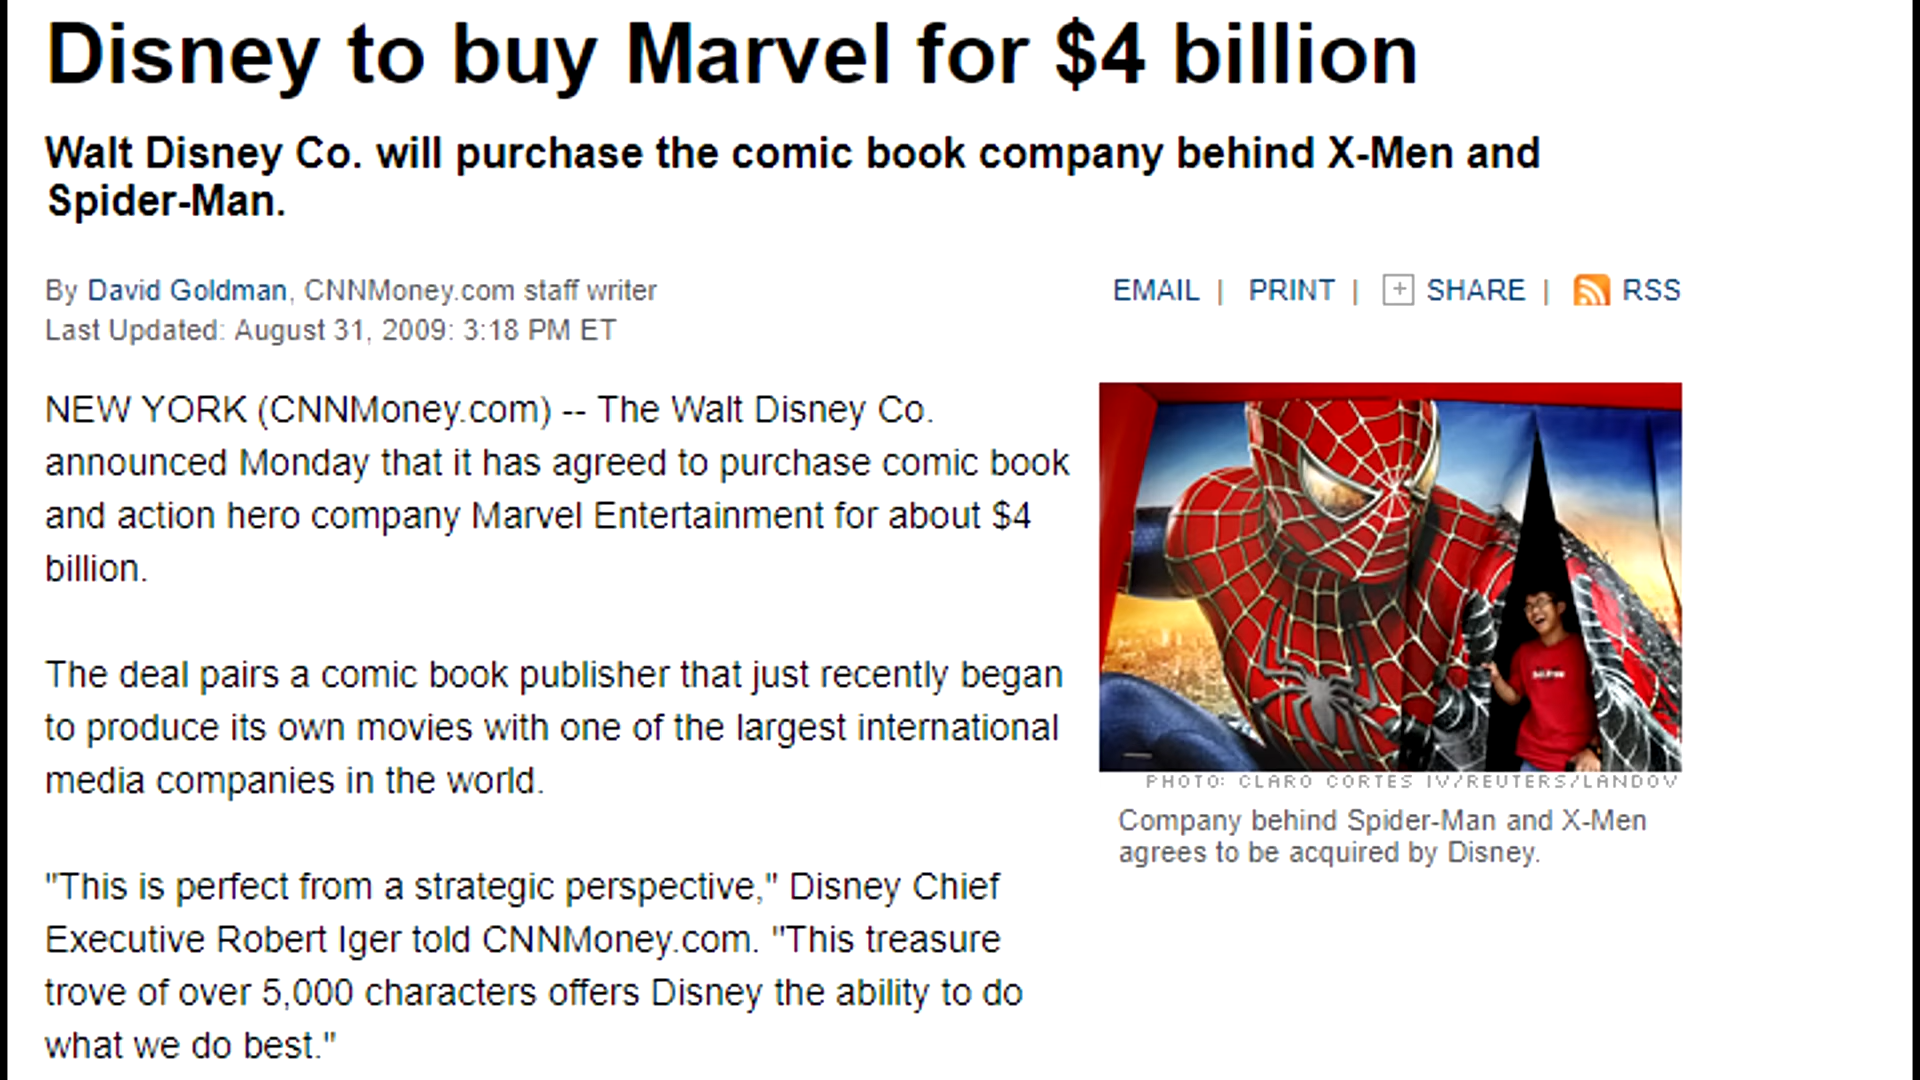 Disney to buy Marvel for $4 billion
Walt Disney Co. will purchase the comic book company behind X-Men and
Spider-Man.
By David Goldman, CNNMoney.com staff writer
Last Updated: August 31, 2009: 3:18 PM ET
EMAIL | PRINT | SHARE | RSS
NEW YORK (CNNMoney.com) -- The Walt Disney Co.
announced Monday that it has agreed to purchase comic book
and action hero company Marvel Entertainment for about $4
billion.
The deal pairs a comic book publisher that just recently began
to produce its own movies with one of the largest international
media companies in the world.
"This is perfect from a strategic perspective," Disney Chief
Executive Robert Iger told CNNMoney.com. "This treasure
trove of over 5,000 characters offers Disney the ability to do
what we do best."
PHOTO: CLARO CORTES IV/REUTERS/LANDOV
Company behind Spider-Man and X-Men
agrees to be acquired by Disney.